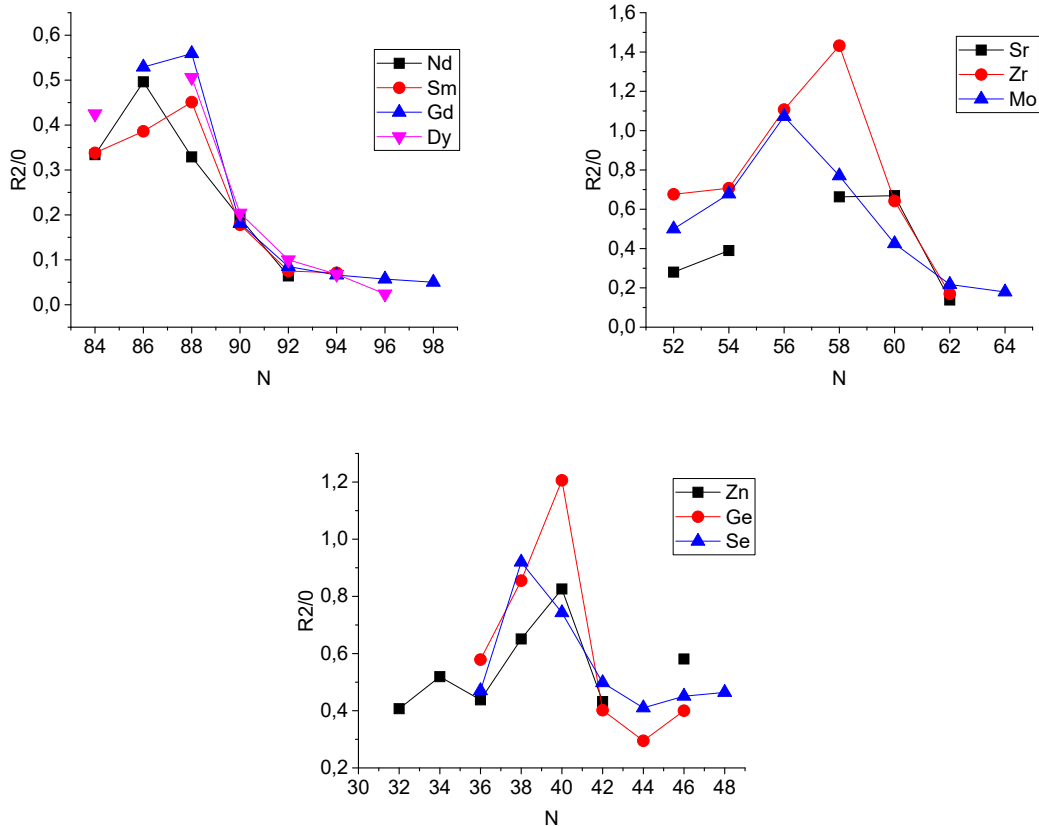 0,6
0,5
0,4
0,3
0,2
0,1
0,0
R2/0
84 86 88 90 92 94 96 98
N
Nd
Sm
Gd
Dy
1,6
1,4
1,2
1,0
0,8
0,6
0,4
0,2
0,0
R2/0
52 54 56 58 60 62 64
N
Sr
Zr
Mo
1,2
1,0
0,8
0,6
0,4
0,2
R2/0
30 32 34 36 38 40 42 44 46 48
N
Zn
Ge
Se